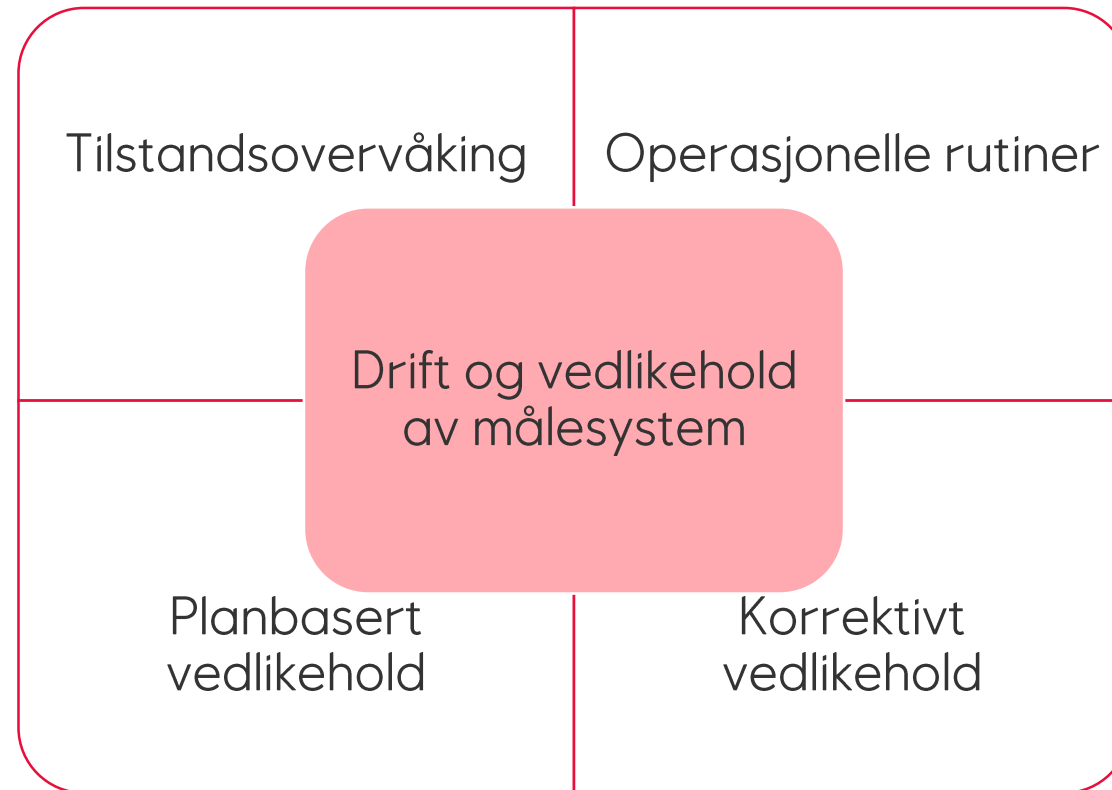 Tilstandsovervåking
Operasjonelle rutiner
Drift og vedlikehold
av målesystem
Planbasert
vedlikehold
Korrektivt
vedlikehold